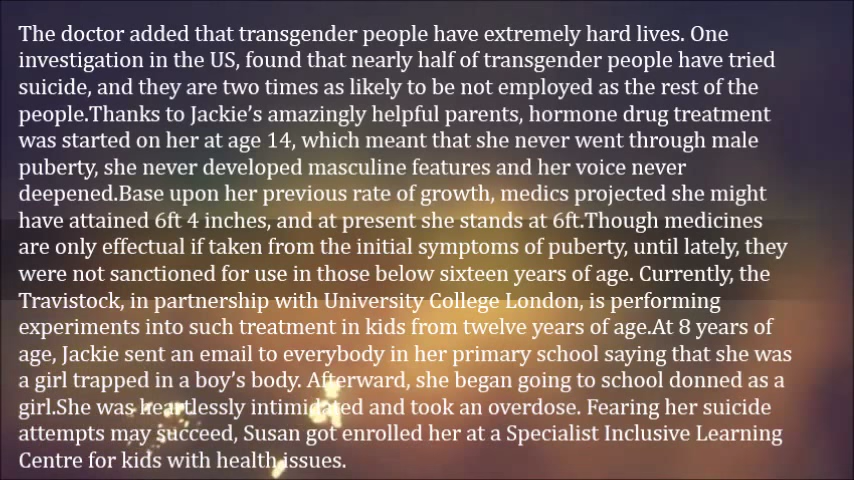 The doctor added that transgender people have extremely hard lives. One
investigation in the US, found that nearly half of transgender people have tried
suicide, and they are two times as likely to be not employed as the rest of the
people.Thanks to Jackie’s amazingly helpful parents, hormone drug treatment
was started on her at age 14, which meant that she never went through male
puberty, she never developed masculine features and her voice never
deepened.Base upon her previous rate of growth, medics projected she might
have attained 6ft 4 inches, and at present she stands at 6ft.Though medicines
are only effectual if taken from the initial symptoms of puberty, until lately, they
were not sanctioned for use in those below sixteen years of age. Currently, the
Travistock, in partnership with University College London, is performing
experiments into such treatment in kids from twelve years of age.At 8 years of
age, Jackie sent an email to everybody in her primary school saying that she was
a girl trapped in a boy’s body. Afterward, she began going to school donned as a
girl.She was heartlessly intimidated and took an overdose. Fearing her suicide
attempts may succeed, Susan got enrolled her at a Specialist Inclusive Learning
Centre for kids with health issues.